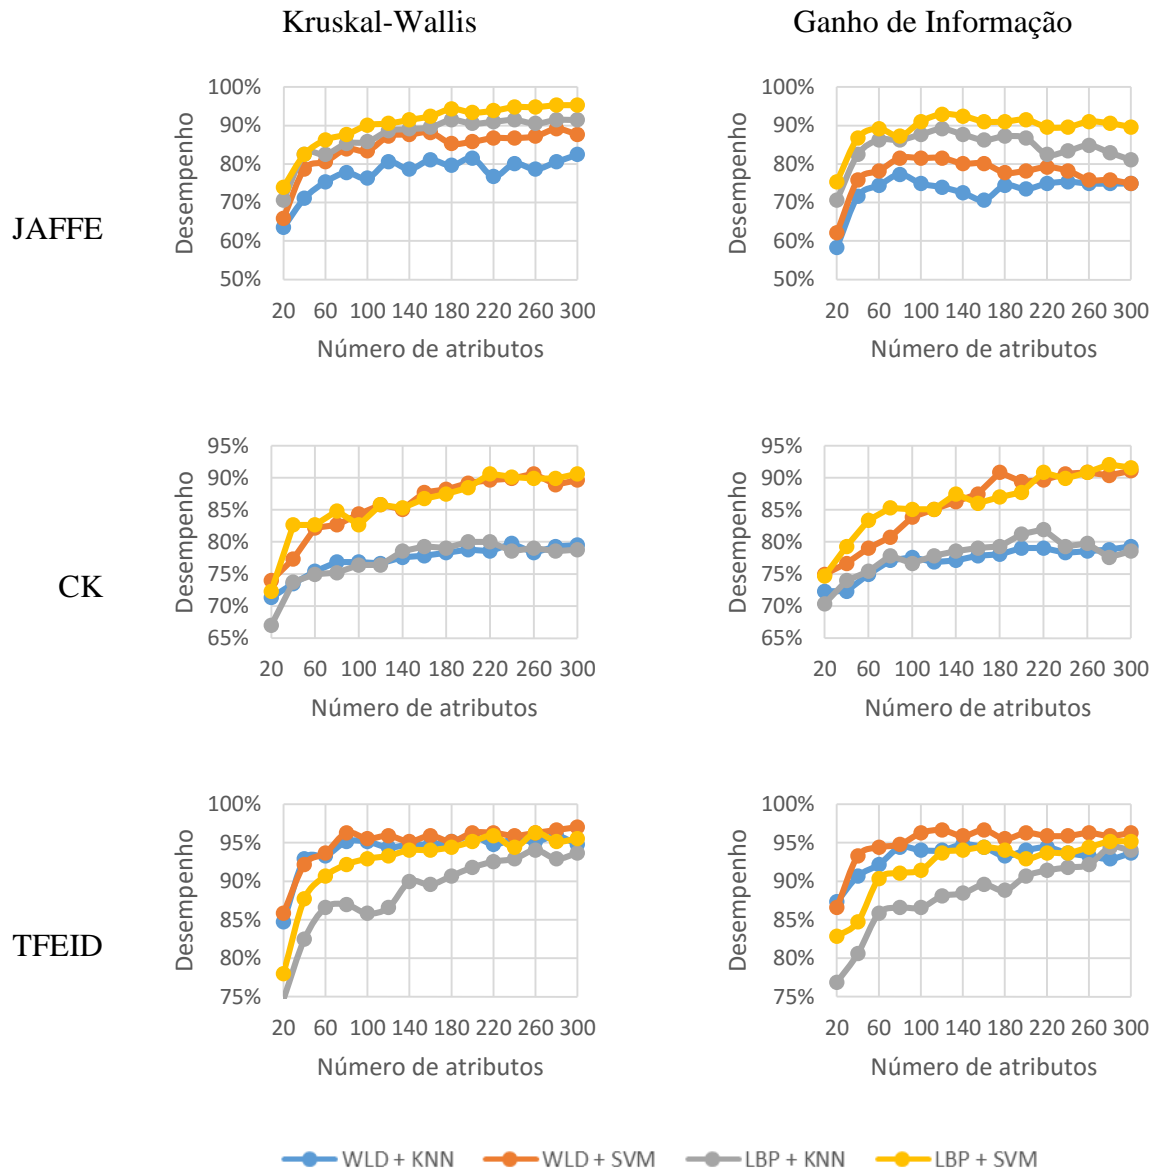 Kruskal-Wallis
Ganho de Informação
JAFFE
Desempenho
100%
90%
80%
70%
60%
50%
20 60 100 140 180 220 260 300
Número de atributos
Desempenho
100%
90%
80%
70%
60%
50%
20 60 100 140 180 220 260 300
Número de atributos
CK
Desempenho
95%
90%
85%
80%
75%
70%
65%
20 60 100 140 180 220 260 300
Número de atributos
Desempenho
95%
90%
85%
80%
75%
70%
65%
20 60 100 140 180 220 260 300
Número de atributos
TFEID
Desempenho
100%
95%
90%
85%
80%
75%
20 60 100 140 180 220 260 300
Número de atributos
Desempenho
100%
95%
90%
85%
80%
75%
20 60 100 140 180 220 260 300
Número de atributos
WLD + KNN WLD + SVM LBP + KNN LBP + SVM